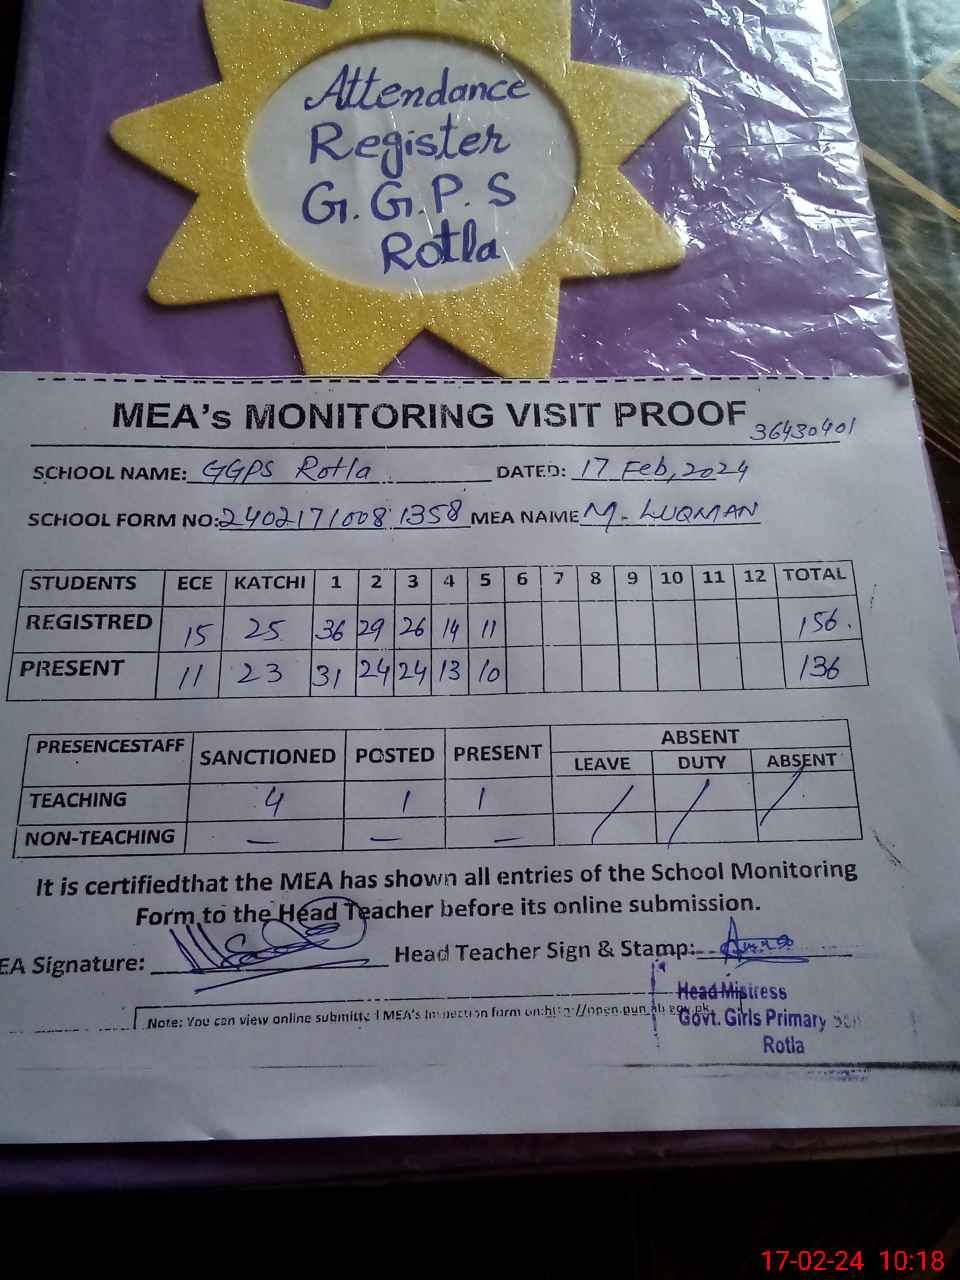 Attendance
Register
G.G.P.S
Rotla
MEA's MONITORING VISIT PROOF 36430401
SCHOOL NAME: GGPS Rotla DATED: 17 Feb, 2024
SCHOOL FORM NO: 2402171008 1358 MEA NAME M. LUQMAN
STUDENTS ECE KATCHI 1 2 3 4 5 6 7 8 9 10 11 12 TOTAL
REGISTRED 15 25 36 29 26 14 11 156.
PRESENT 11 23 31 24 24 13 10 136
PRESENCESTAFF SANCTIONED POSTED PRESENT ABSENT
LEAVE DUTY ABSENT
TEACHING 4 1 1 / / /
NON-TEACHING — — —
It is certifiedthat the MEA has shown all entries of the School Monitoring
Form to the Head Teacher before its online submission.
EA Signature: Head Teacher Sign & Stamp:
Head Mistress
Note: You can view online submitted MEA's Inspection form on:
Govt. Girls Primary
Rotla
17-02-24 10:18